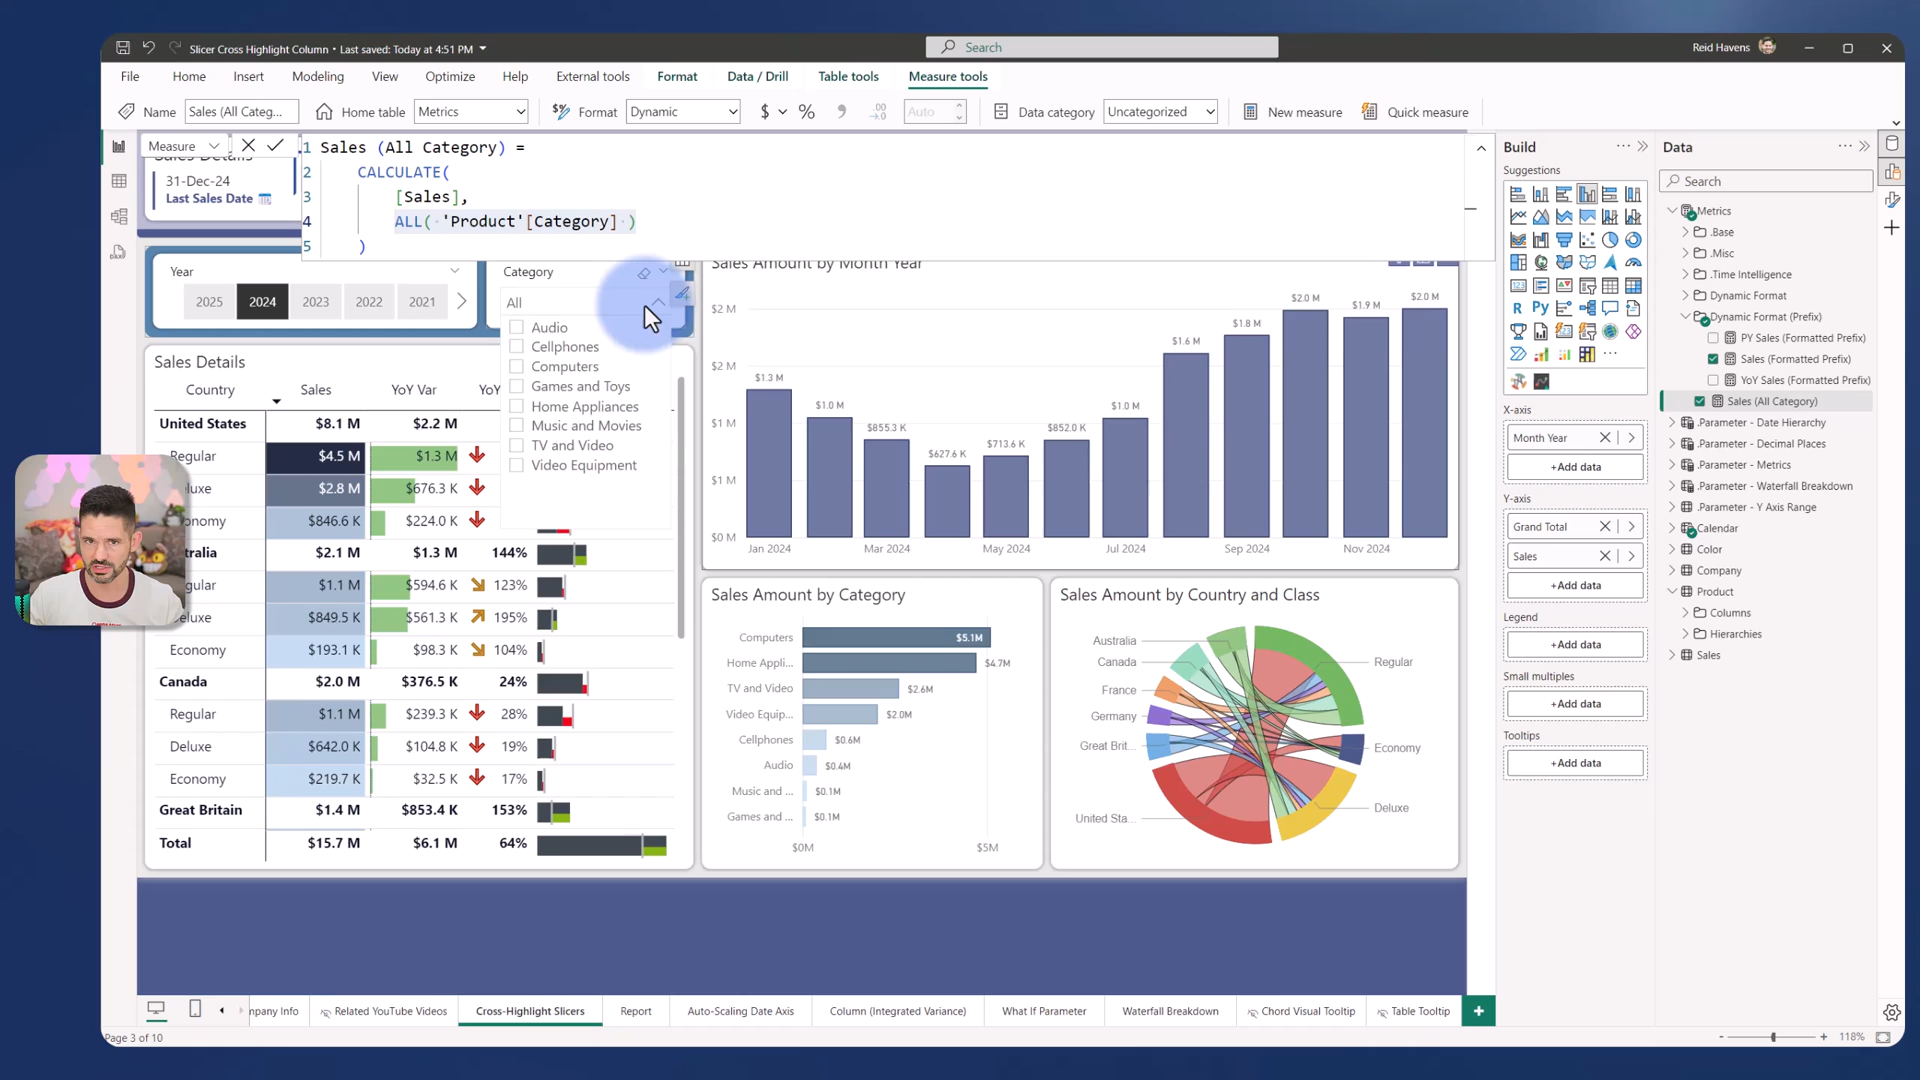 Slicer Cross Highlight Column • Last saved: Today at 4:51 PM
Search
Reid Havens
File Home Insert Modeling View Optimize Help External tools Format Data / Drill Table tools Measure tools
Name Sales (All Categ... Home table Metrics Format Dynamic $ % Auto Data category Uncategorized New measure Quick measure
Measure
1 Sales (All Category) =
2 CALCULATE(
3 [Sales],
4 ALL( 'Product'[Category] )
5 )
Sales Details
31-Dec-24
Last Sales Date
Year
2025 2024 2023 2022 2021
Category
All
Audio
Cellphones
Computers
Games and Toys
Home Appliances
Music and Movies
TV and Video
Video Equipment
Sales Details
Country Sales YoY Var YoY
United States $8.1 M $2.2 M
Regular $4.5 M $1.3 M
eluxe $2.8 M $676.3 K
conomy $846.6 K $224.0 K
tralia $2.1 M $1.3 M 144%
egular $1.1 M $594.6 K 123%
eluxe $849.5 K $561.3 K 195%
Economy $193.1 K $98.3 K 104%
Canada $2.0 M $376.5 K 24%
Regular $1.1 M $239.3 K 28%
Deluxe $642.0 K $104.8 K 19%
Economy $219.7 K $32.5 K 17%
Great Britain $1.4 M $853.4 K 153%
Total $15.7 M $6.1 M 64%
Sales Amount by Month Year
$2 M
$2 M
$1 M
$1 M
$0 M
$1.3 M $1.0 M $855.3 K $627.6 K $713.6 K $852.0 K $1.0 M $1.6 M $1.8 M $2.0 M $1.9 M $2.0 M
Jan 2024 Mar 2024 May 2024 Jul 2024 Sep 2024 Nov 2024
Sales Amount by Category
Computers $5.1M
Home Appli... $4.7M
TV and Video $2.6M
Video Equip... $2.0M
Cellphones $0.6M
Audio $0.4M
Music and ... $0.1M
Games and ... $0.1M
$0M $5M
Sales Amount by Country and Class
Australia
Canada
France
Germany
Great Brit...
United Sta...
Regular
Economy
Deluxe
Build
Suggestions
R Py
X-axis
Month Year
+Add data
Y-axis
Grand Total
Sales
+Add data
Legend
+Add data
Small multiples
+Add data
Tooltips
+Add data
Data
Search
Metrics
.Base
.Misc
.Time Intelligence
Dynamic Format
Dynamic Format (Prefix)
PY Sales (Formatted Prefix)
Sales (Formatted Prefix)
YoY Sales (Formatted Prefix)
Sales (All Category)
.Parameter - Date Hierarchy
.Parameter - Decimal Places
.Parameter - Metrics
.Parameter - Waterfall Breakdown
.Parameter - Y Axis Range
Calendar
Color
Company
Product
Columns
Hierarchies
Sales
mpany Info Related YouTube Videos Cross-Highlight Slicers Report Auto-Scaling Date Axis Column (Integrated Variance) What If Parameter Waterfall Breakdown Chord Visual Tooltip Table Tooltip
Page 3 of 10
118%